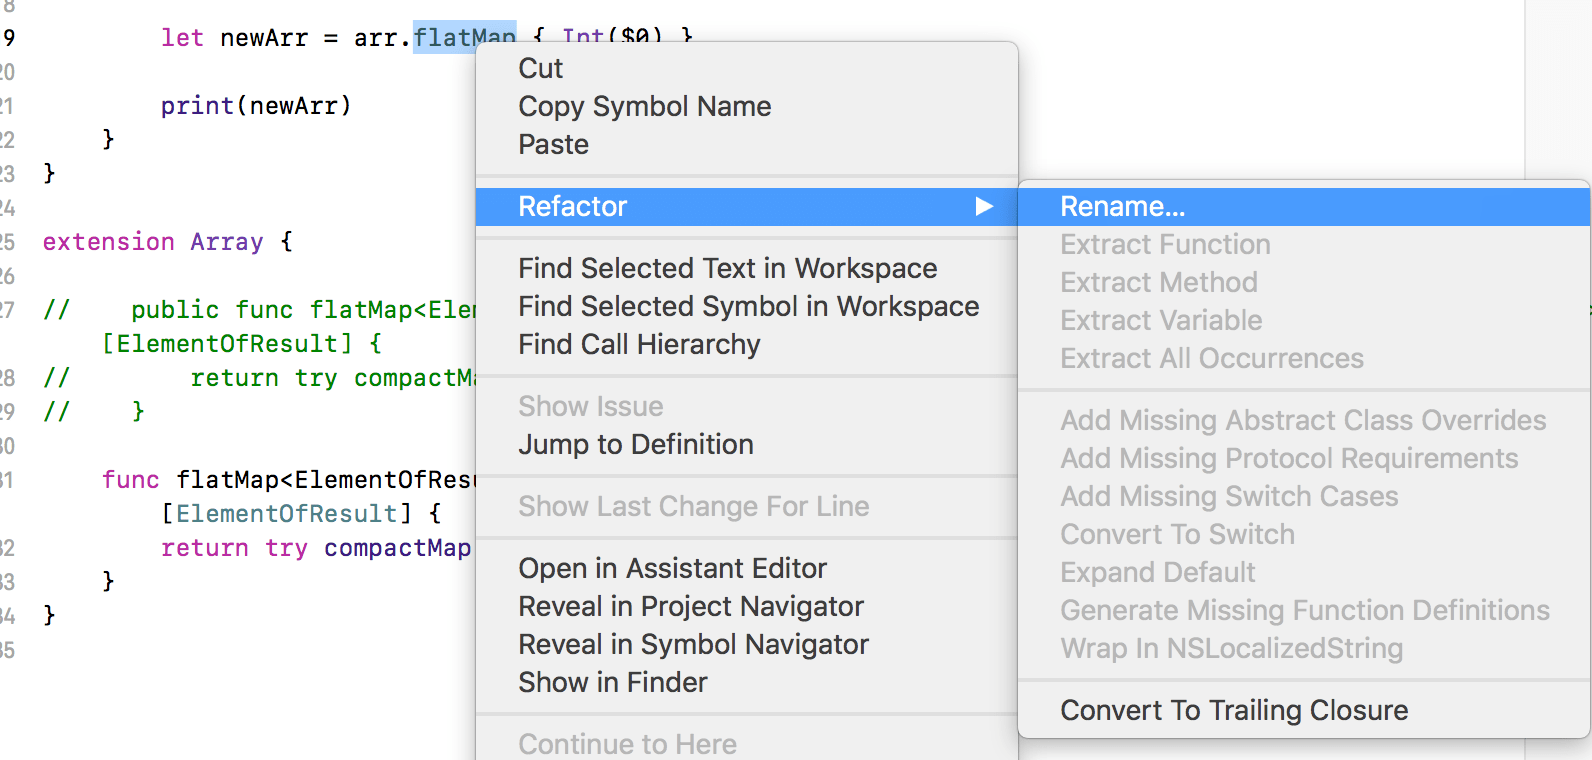 8
9 let newArr = arr.flatMap { Int($0) }
20
21 print(newArr)
22 }
23 }
24
25 extension Array {
26
27 // public func flatMap<Elem
[ElementOfResult] {
28 // return try compactMa
29 // }
30
31 func flatMap<ElementOfResu
[ElementOfResult] {
32 return try compactMap
33 }
34 }
35
Cut
Copy Symbol Name
Paste
Refactor
Find Selected Text in Workspace
Find Selected Symbol in Workspace
Find Call Hierarchy
Show Issue
Jump to Definition
Show Last Change For Line
Open in Assistant Editor
Reveal in Project Navigator
Reveal in Symbol Navigator
Show in Finder
Continue to Here
Rename...
Extract Function
Extract Method
Extract Variable
Extract All Occurrences
Add Missing Abstract Class Overrides
Add Missing Protocol Requirements
Add Missing Switch Cases
Convert To Switch
Expand Default
Generate Missing Function Definitions
Wrap In NSLocalizedString
Convert To Trailing Closure